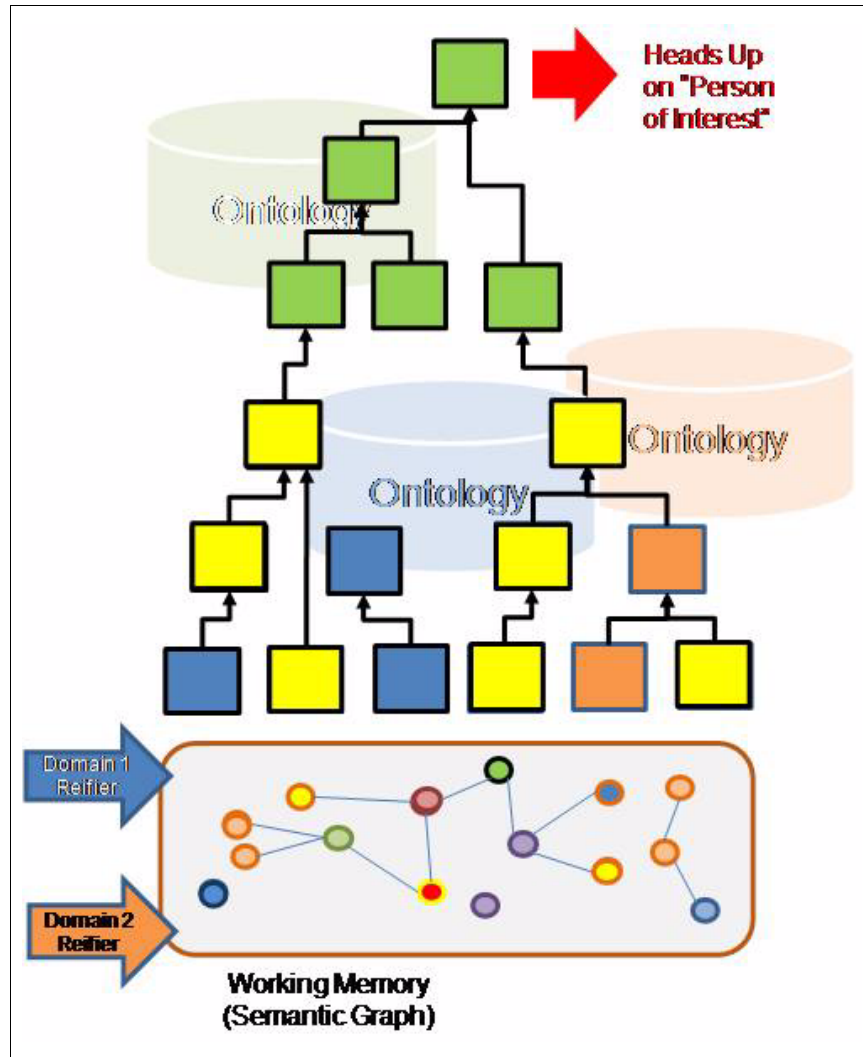 Heads Up
on "Person
of Interest"
Ontology
Ontology
Ontology
Domain 1
Reifier
Domain 2
Reifier
Working Memory
(Semantic Graph)